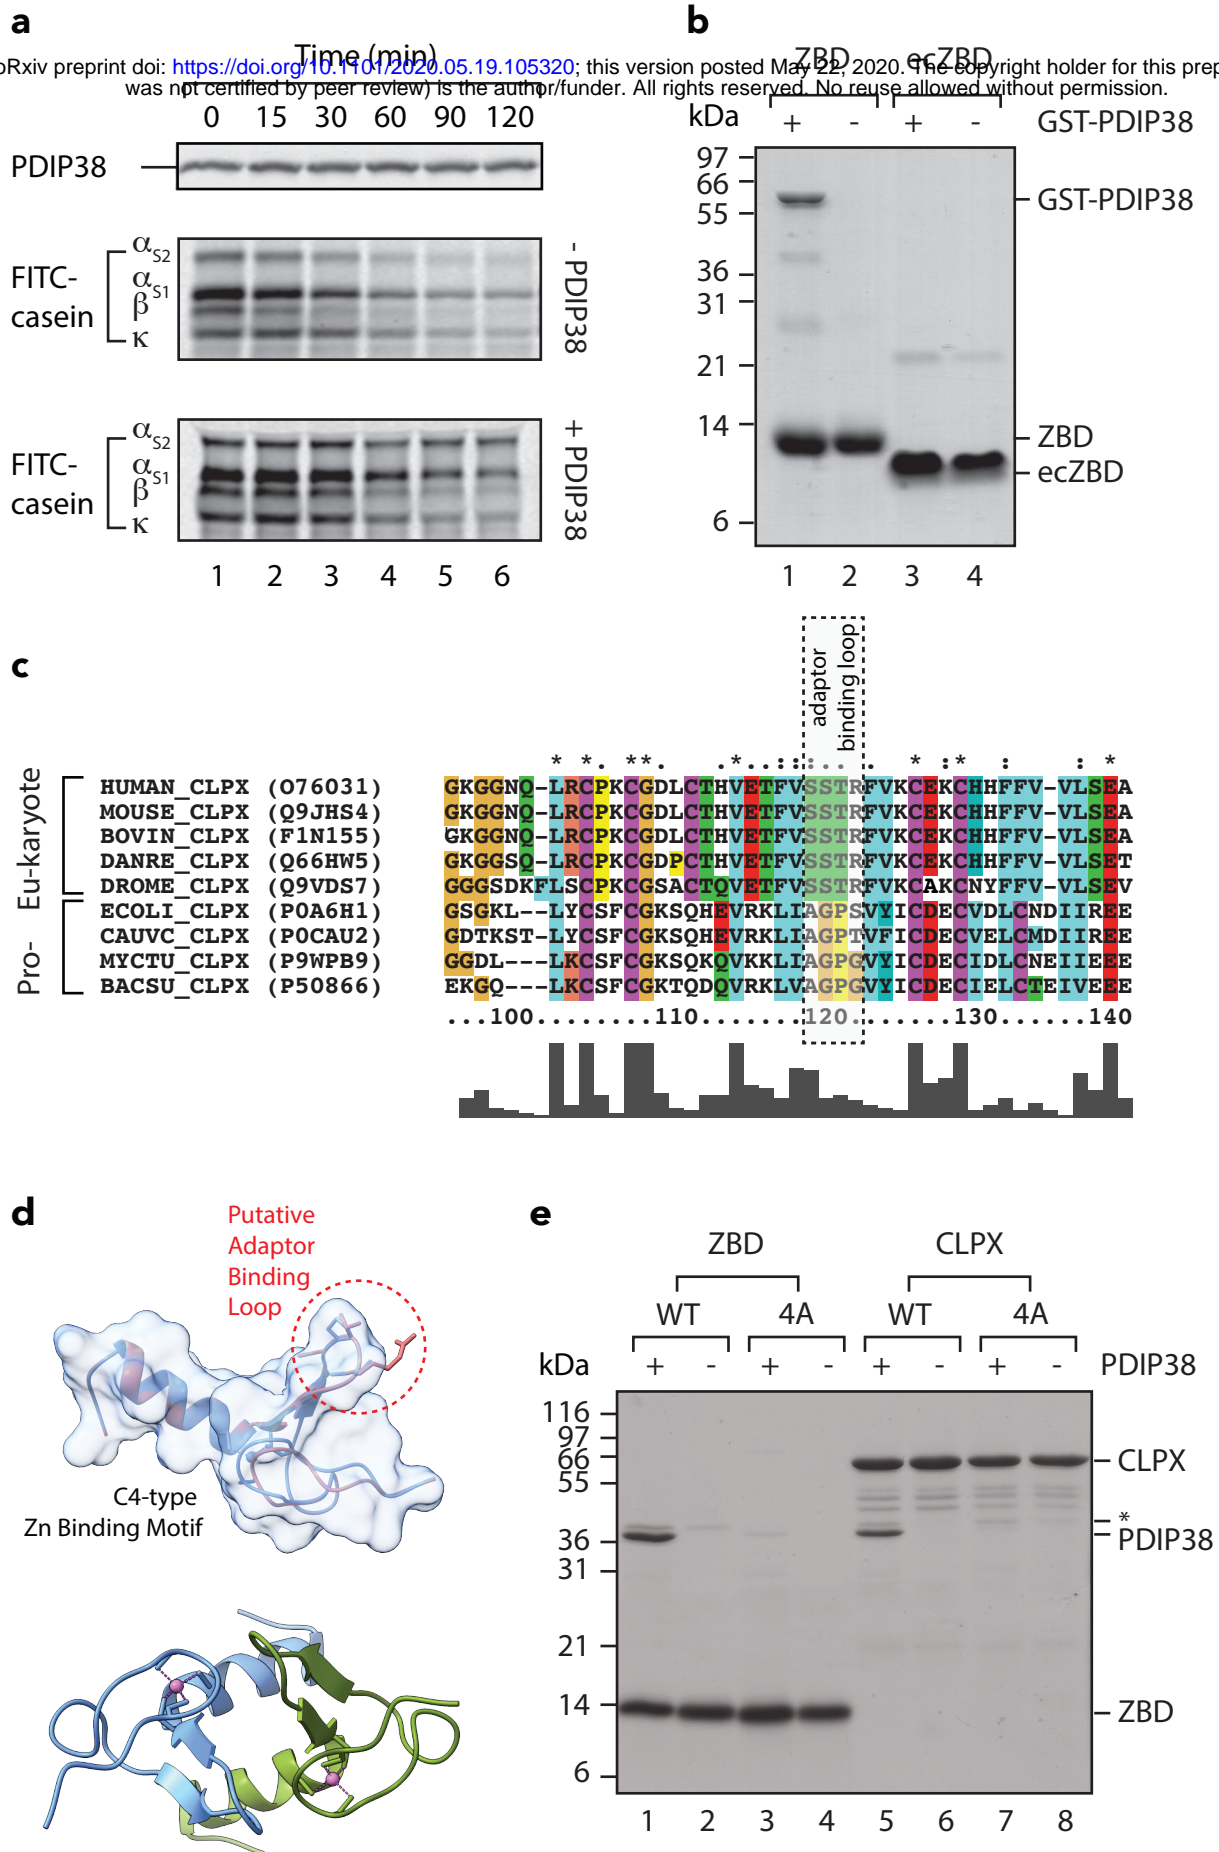 a
b
Time (min)
ZBD ecZBD
oRxiv preprint doi: https://doi.org/10.1101/2020.05.19.105320; this version posted May 22, 2020. The copyright holder for this prep
was not certified by peer review) is the author/funder. All rights reserved. No reuse allowed without permission.
0 15 30 60 90 120
PDIP38
FITC-
casein
αS2
αS1
β
κ
- PDIP38
FITC-
casein
αS2
αS1
β
κ
+ PDIP38
1 2 3 4 5 6
kDa + - + - GST-PDIP38
97
66
55
36
31
21
14
6
GST-PDIP38
ZBD
ecZBD
1 2 3 4
c
adaptor
binding loop
* *. **. .*..::: .. . * :* : : *
Eu-karyote
HUMAN_CLPX (O76031) GKGGNQ-LRCPKCGDLCTHVETFVSSTRFVKCEKCHHFFV-VLSEA
MOUSE_CLPX (Q9JHS4) GKGGNQ-LRCPKCGDLCTHVETFVSSTRFVKCEKCHHFFV-VLSEA
BOVIN_CLPX (F1N155) GKGGNQ-LRCPKCGDLCTHVETFVSSTRFVKCEKCHHFFV-VLSEA
DANRE_CLPX (Q66HW5) GKGGSQ-LRCPKCGDPCTHVETFVSSTRFVKCEKCHHFFV-VLSET
DROME_CLPX (Q9VDS7) GGGSDKFLSCPKCGSACTQVETFVSSTRFVKCAKCNYFFV-VLSEV
Pro-
ECOLI_CLPX (P0A6H1) GSGKL--LYCSFCGKSQHEVRKLIAGPSVYICDECVDLCNDIIREE
CAUVC_CLPX (P0CAU2) GDTKST-LYCSFCGKSQHEVRKLIAGPTVFICDECVELCMDIIREE
MYCTU_CLPX (P9WPB9) GGDL---LKCSFCGKSQKQVKKLIAGPGVYICDECIDLCNEIIEEE
BACSU_CLPX (P50866) EKGQ---LKCSFCGKTQDQVRKLVAGPGVYICDECIELCTEIVEEE
...100.......110.......120.......130.......140
d
Putative
Adaptor
Binding
Loop
C4-type
Zn Binding Motif
e
ZBD CLPX
WT 4A WT 4A
kDa + - + - + - + - PDIP38
116
97
66
55
36
31
21
14
6
CLPX
*
PDIP38
ZBD
1 2 3 4 5 6 7 8